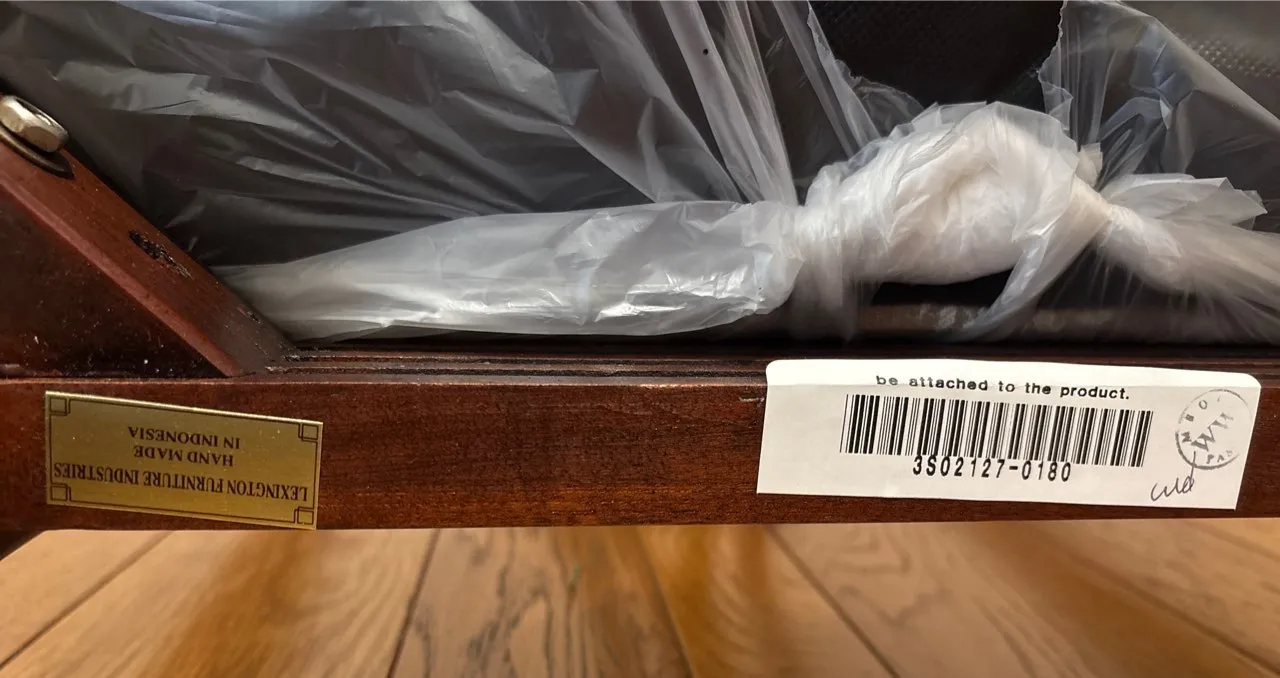 LEXINGTON FURNITURE INDUSTRIES
HAND MADE
IN INDONESIA
be attached to the product.
3S02127-0180